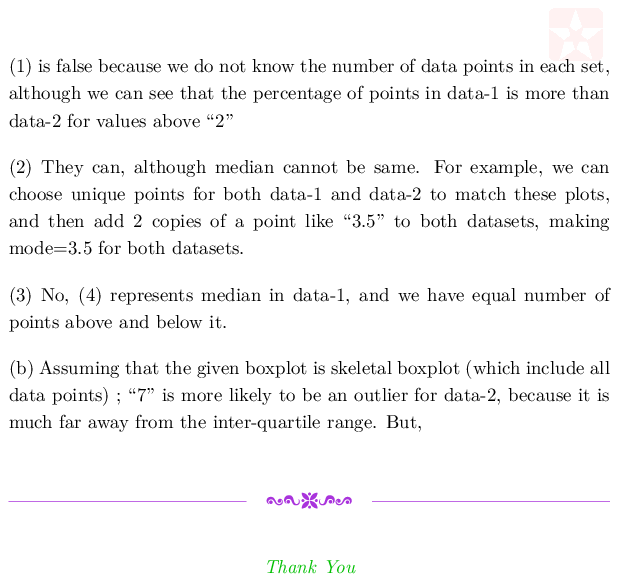 (1) is false because we do not know the number of data points in each set,
although we can see that the percentage of points in data-1 is more than
data-2 for values above “2”
(2) They can, although median cannot be same. For example, we can
choose unique points for both data-1 and data-2 to match these plots,
and then add 2 copies of a point like “3.5” to both datasets, making
mode=3.5 for both datasets.
(3) No, (4) represents median in data-1, and we have equal number of
points above and below it.
(b) Assuming that the given boxplot is skeletal boxplot (which include all
data points) ; “7” is more likely to be an outlier for data-2, because it is
much far away from the inter-quartile range. But,
Thank You